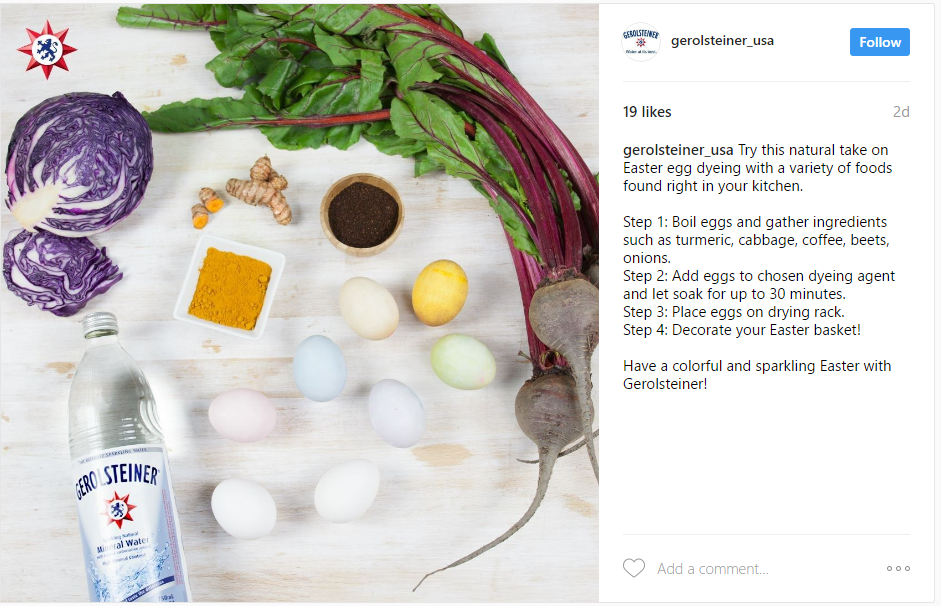 GEROLSTEINER
gerolsteiner_usa
Follow
19 likes
2d
gerolsteiner_usa Try this natural take on
Easter egg dyeing with a variety of foods
found right in your kitchen.
Step 1: Boil eggs and gather ingredients
such as turmeric, cabbage, coffee, beets,
onions.
Step 2: Add eggs to chosen dyeing agent
and let soak for up to 30 minutes.
Step 3: Place eggs on drying rack.
Step 4: Decorate your Easter basket!
Have a colorful and sparkling Easter with
Gerolsteiner!
Add a comment...
GEROLSTEINER
Mineral Water